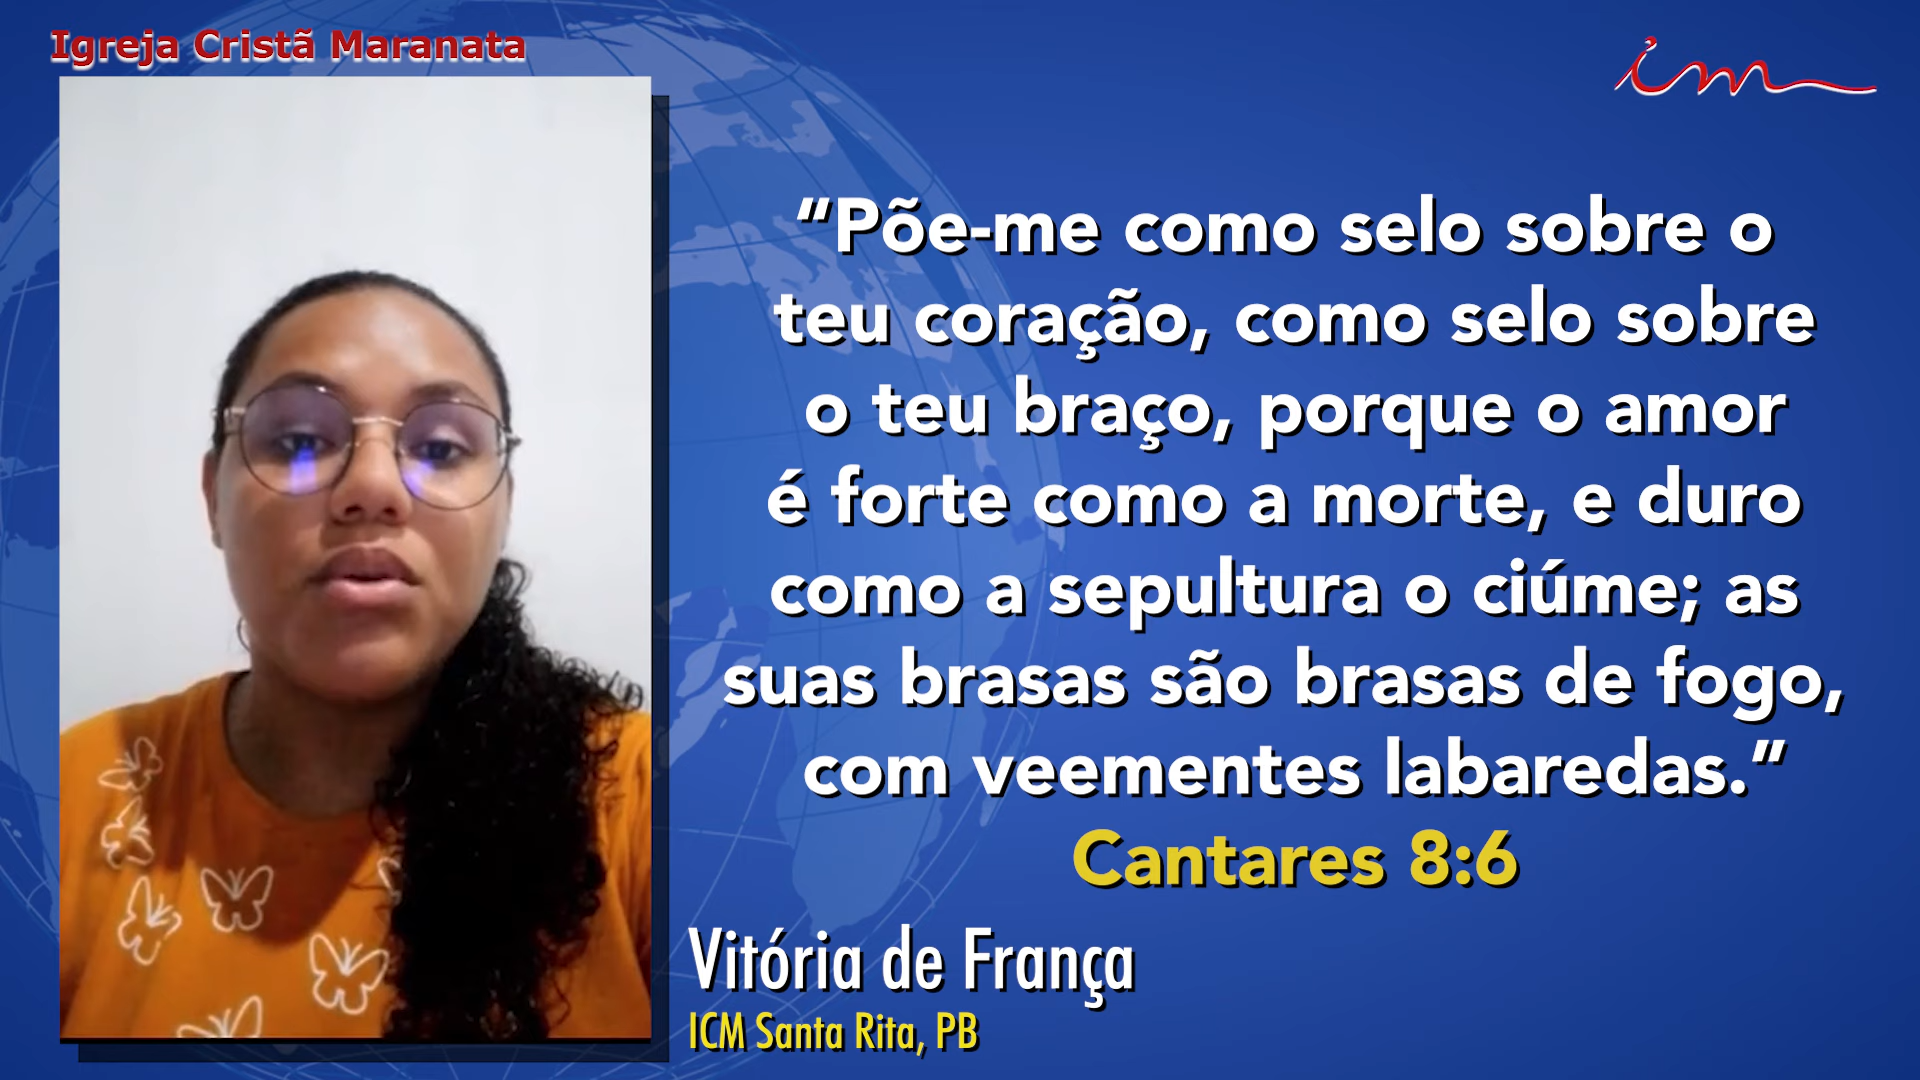 Igreja Cristã Maranata
im
“Põe-me como selo sobre o
teu coração, como selo sobre
o teu braço, porque o amor
é forte como a morte, e duro
como a sepultura o ciúme; as
suas brasas são brasas de fogo,
com veementes labaredas.”
Cantares 8:6
Vitória de França
ICM Santa Rita, PB